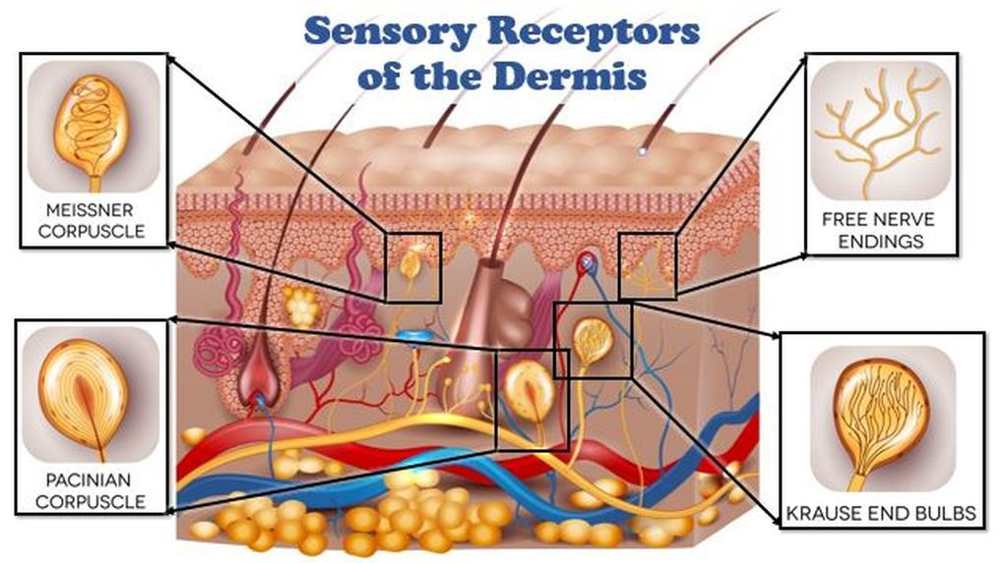 Sensory Receptors
of the Dermis
MEISSNER
CORPUSCLE
FREE NERVE
ENDINGS
PACINIAN
CORPUSCLE
KRAUSE END BULBS